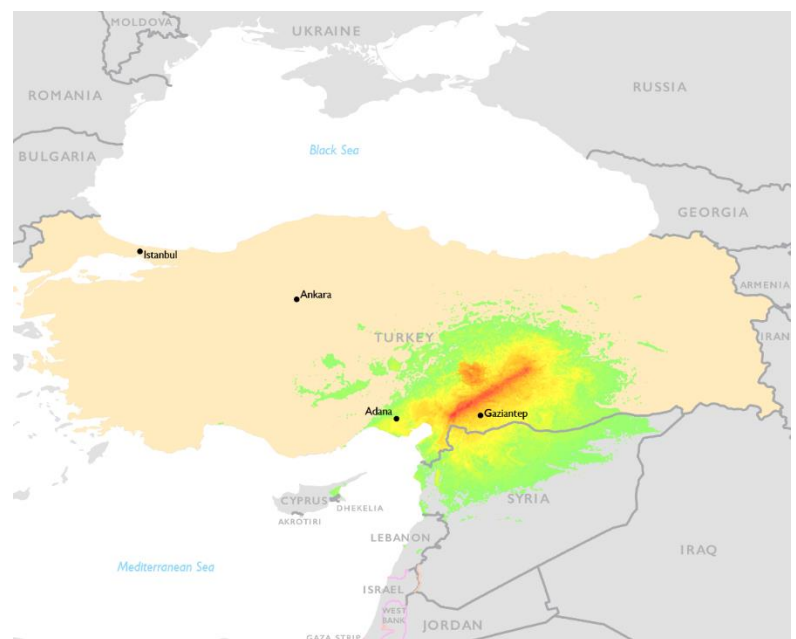 MOLDOVA
UKRAINE
ROMANIA
RUSSIA
BULGARIA
Black Sea
GEORGIA
Istanbul
ARMENIA
Ankara
TURKEY
IRAN
Adana
Gaziantep
CYPRUS
SYRIA
DHEKELIA
AKROTIRI
LEBANON
IRAQ
Mediterranean Sea
ISRAEL
WEST
BANK
JORDAN
GAZA STRIP